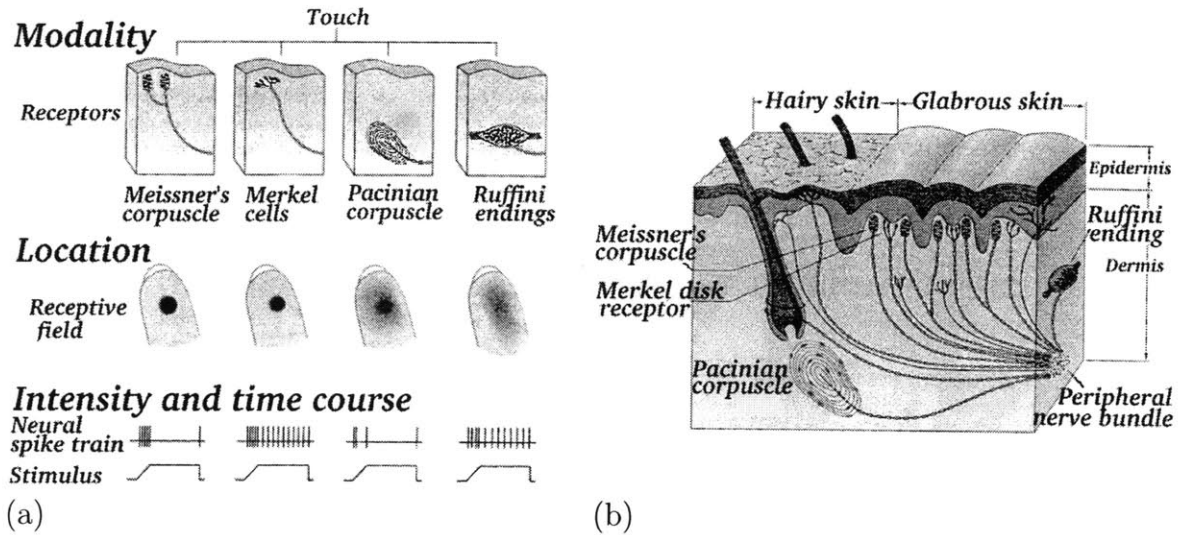 Touch
Modality
Receptors
Meissner's
corpuscle
Merkel
cells
Pacinian
corpuscle
Ruffini
endings
Location
Receptive
field
Intensity and time course
Neural
spike train
Stimulus
(a)
Hairy skin
Glabrous skin
Epidermis
Ruffini
ending
Dermis
Meissner's
corpuscle
Merkel disk
receptor
Pacinian
corpuscle
Peripheral
nerve bundle
(b)